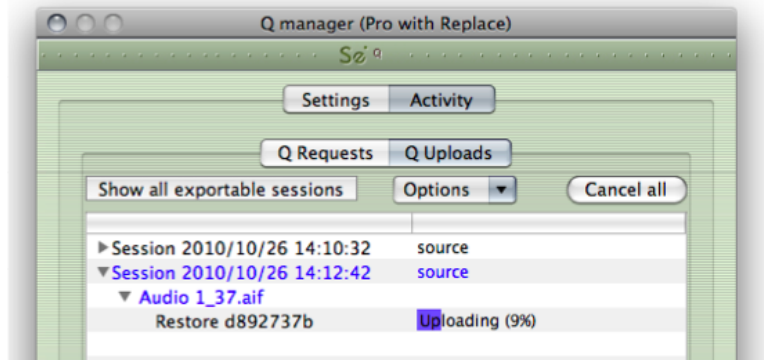 Q manager (Pro with Replace)
Se q
Settings Activity
Q Requests Q Uploads
Show all exportable sessions Options Cancel all
Session 2010/10/26 14:10:32 source
Session 2010/10/26 14:12:42 source
Audio 1_37.aif
Restore d892737b Uploading (9%)